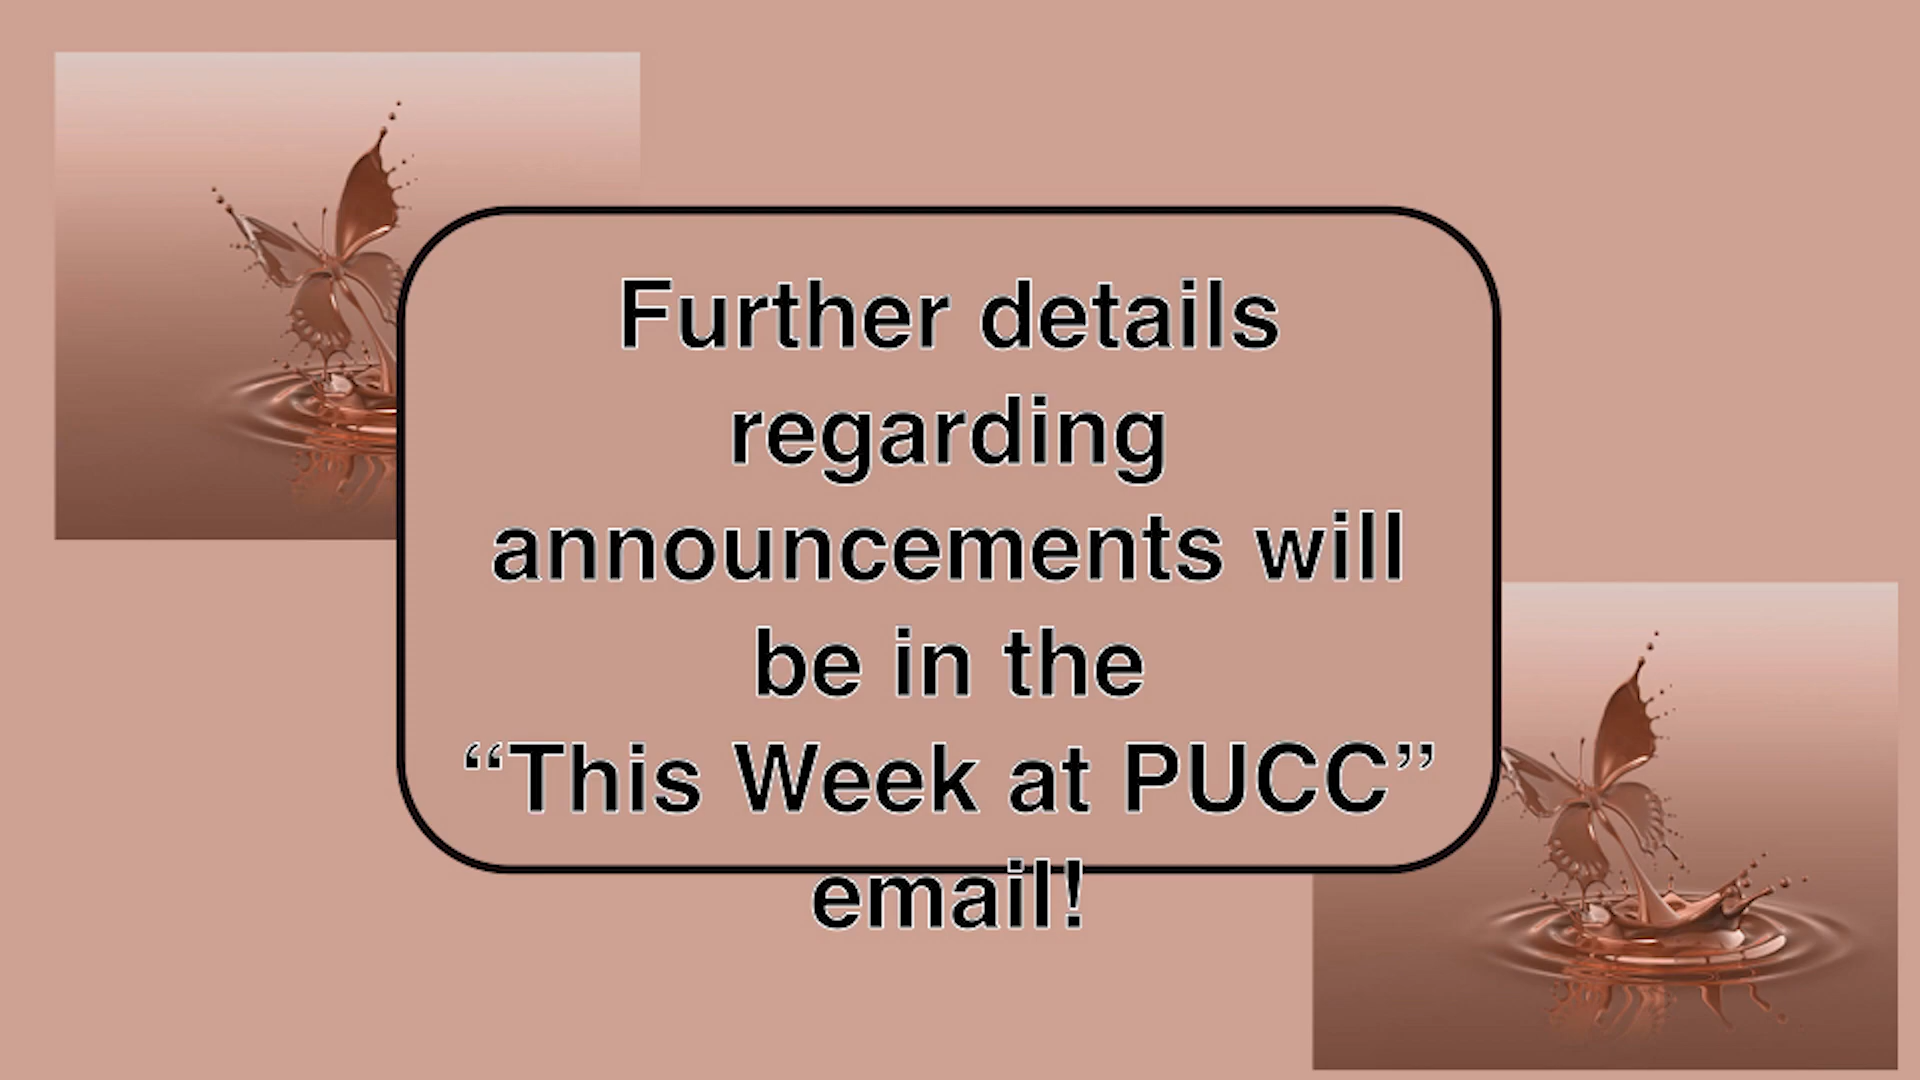 Further details
regarding
announcements will
be in the
“This Week at PUCC”
email!